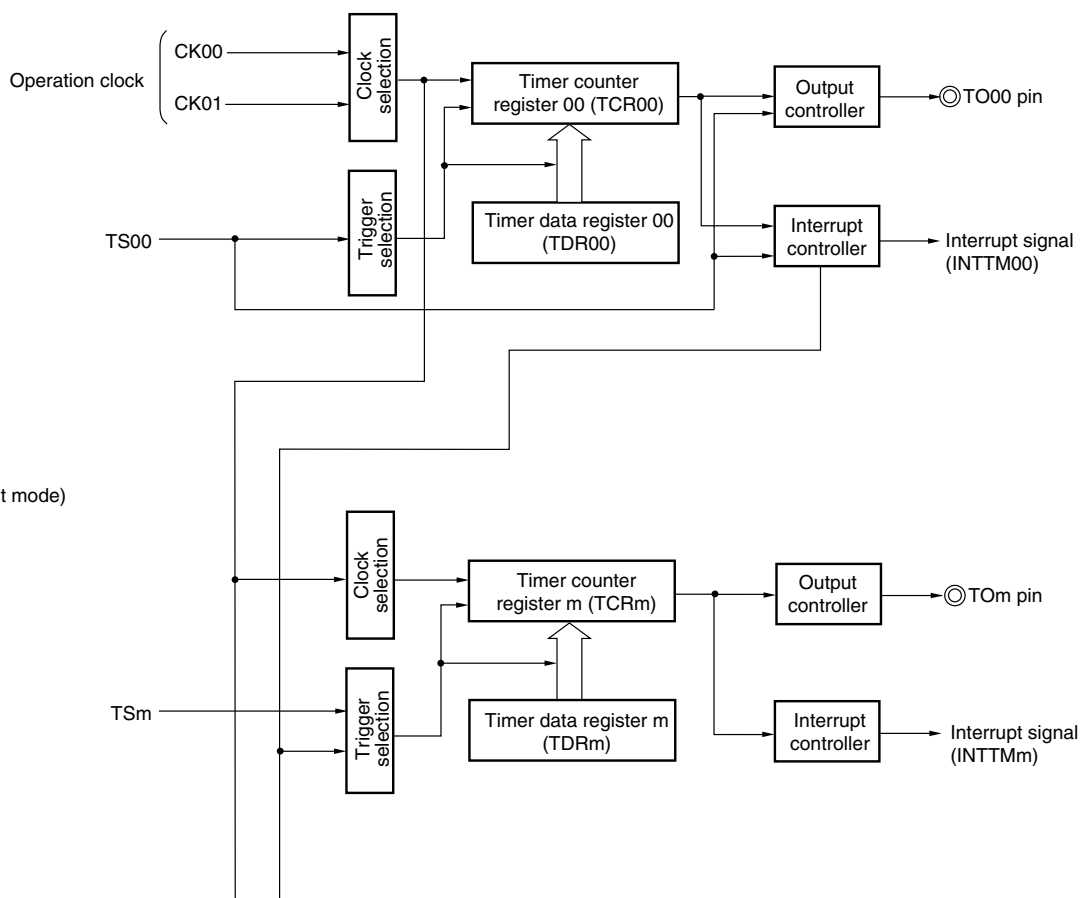 Operation clock
CK00
CK01
Clock
selection
Timer counter
register 00 (TCR00)
Output
controller
TO00 pin
TS00
Trigger
selection
Timer data register 00
(TDR00)
Interrupt
controller
Interrupt signal
(INTTM00)
t mode)
Clock
selection
Timer counter
register m (TCRm)
Output
controller
TOm pin
TSm
Trigger
selection
Timer data register m
(TDRm)
Interrupt
controller
Interrupt signal
(INTTMm)